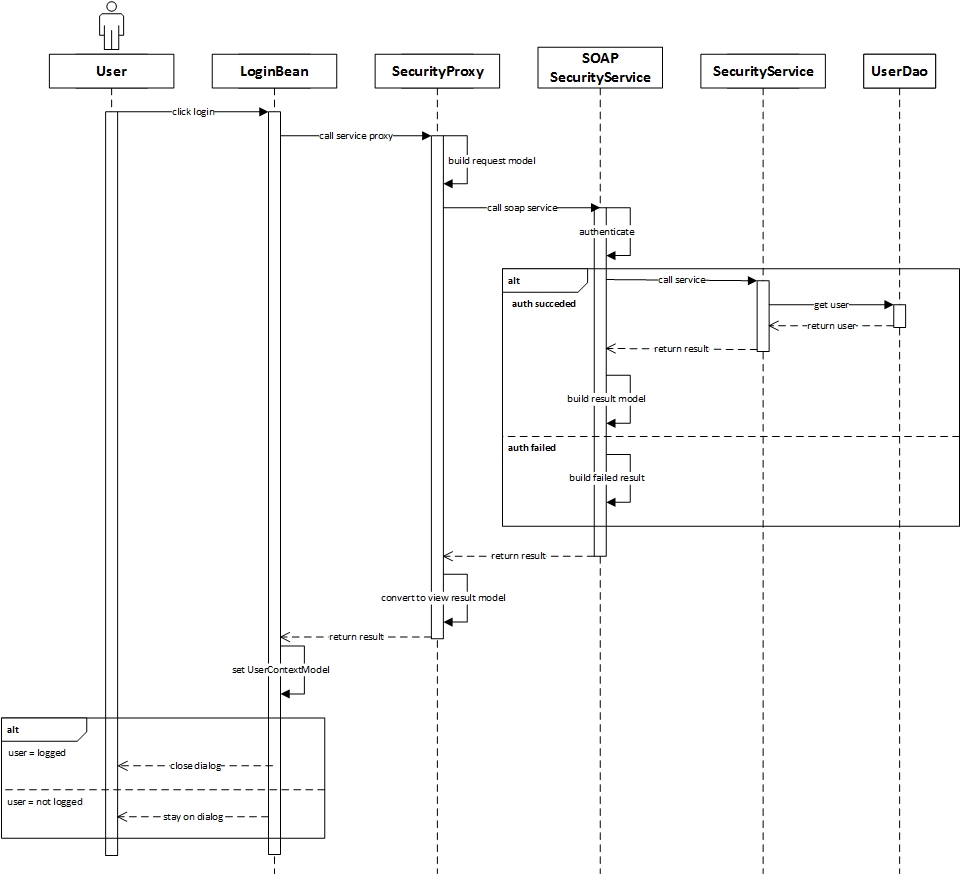 User
LoginBean
SecurityProxy
SOAP
SecurityService
SecurityService
UserDao
click login
call service proxy
build request model
call soap service
authenticate
alt
call service
auth succeded
get user
return user
return result
build result model
auth failed
build failed result
return result
convert to view result model
return result
set UserContextModel
alt
user = logged
close dialog
user = not logged
stay on dialog